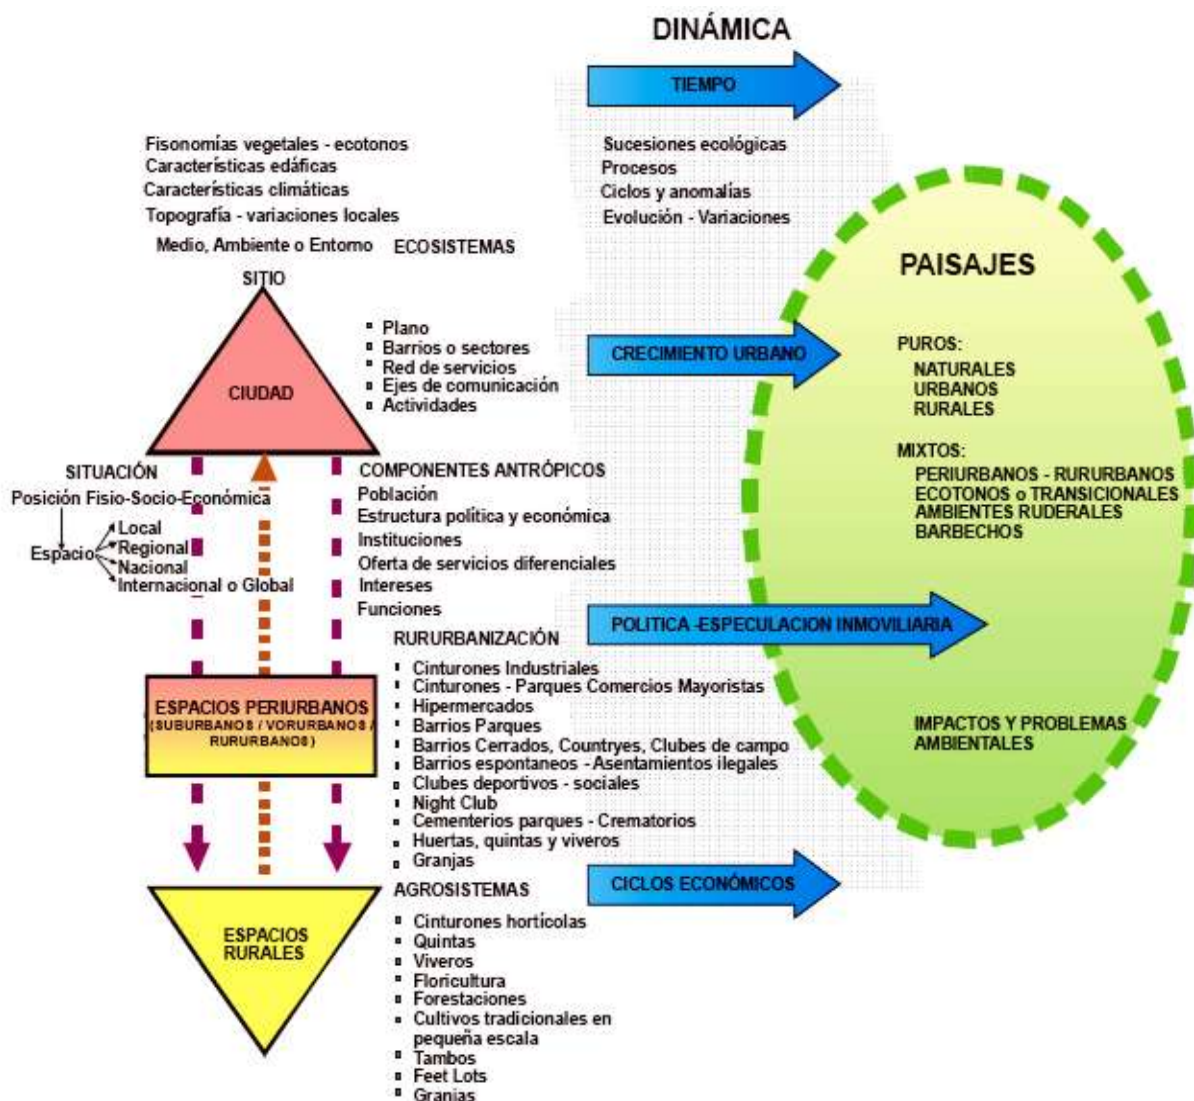 DINÁMICA
TIEMPO
Fisonomías vegetales - ecotonos
Características edáficas
Características climáticas
Topografía - variaciones locales
Medio, Ambiente o Entorno
ECOSISTEMAS
Sucesiones ecológicas
Procesos
Ciclos y anomalías
Evolución - Variaciones
SITIO
CIUDAD
Plano
Barrios o sectores
Red de servicios
Ejes de comunicación
Actividades
CRECIMIENTO URBANO
SITUACIÓN
Posición Fisio-Socio-Económica
Espacio
Local
Regional
Nacional
Internacional o Global
COMPONENTES ANTRÓPICOS
Población
Estructura política y económica
Instituciones
Oferta de servicios diferenciales
Intereses
Funciones
POLITICA -ESPECULACION INMOVILIARIA
RURURBANIZACIÓN
Cinturones Industriales
Cinturones - Parques Comercios Mayoristas
Hipermercados
Barrios Parques
Barrios Cerrados, Countryes, Clubes de campo
Barrios espontaneos - Asentamientos ilegales
Clubes deportivos - sociales
Night Club
Cementerios parques - Crematorios
Huertas, quintas y viveros
Granjas
ESPACIOS PERIURBANOS
(SUBURBANOS / VORURBANOS /
RURURBANOS)
CICLOS ECONÓMICOS
AGROSISTEMAS
Cinturones hortícolas
Quintas
Viveros
Floricultura
Forestaciones
Cultivos tradicionales en
pequeña escala
Tambos
Feet Lots
Granjas
ESPACIOS
RURALES
PAISAJES
PUROS:
NATURALES
URBANOS
RURALES
MIXTOS:
PERIURBANOS - RURURBANOS
ECOTONOS o TRANSICIONALES
AMBIENTES RUDERALES
BARBECHOS
IMPACTOS Y PROBLEMAS
AMBIENTALES